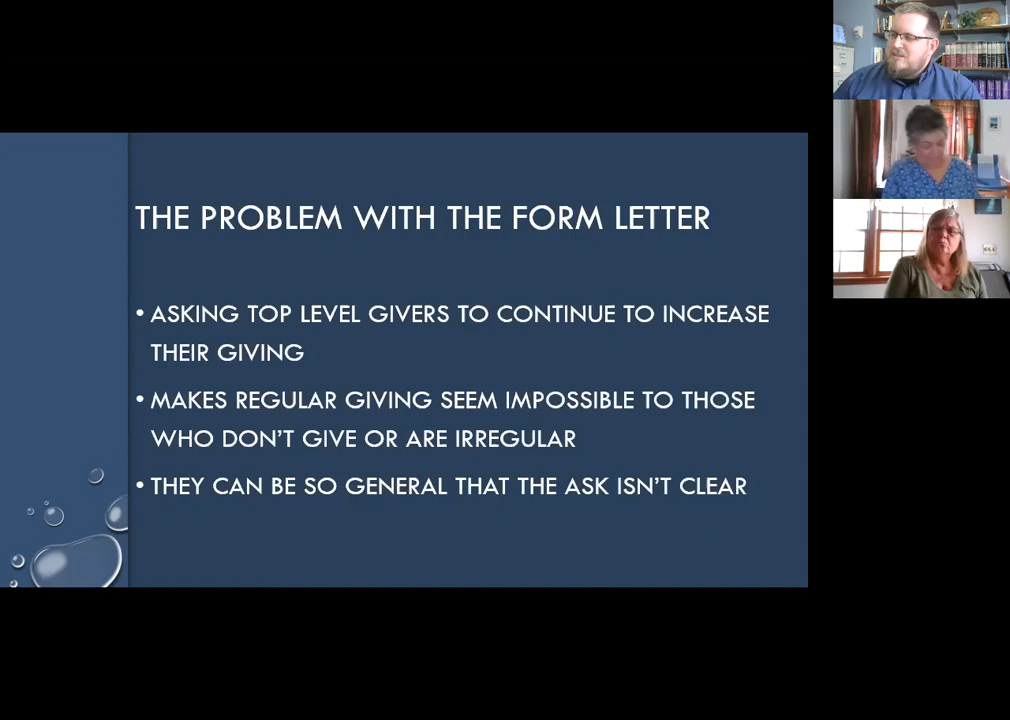 THE PROBLEM WITH THE FORM LETTER
• ASKING TOP LEVEL GIVERS TO CONTINUE TO INCREASE
THEIR GIVING
• MAKES REGULAR GIVING SEEM IMPOSSIBLE TO THOSE
WHO DON'T GIVE OR ARE IRREGULAR
• THEY CAN BE SO GENERAL THAT THE ASK ISN'T CLEAR